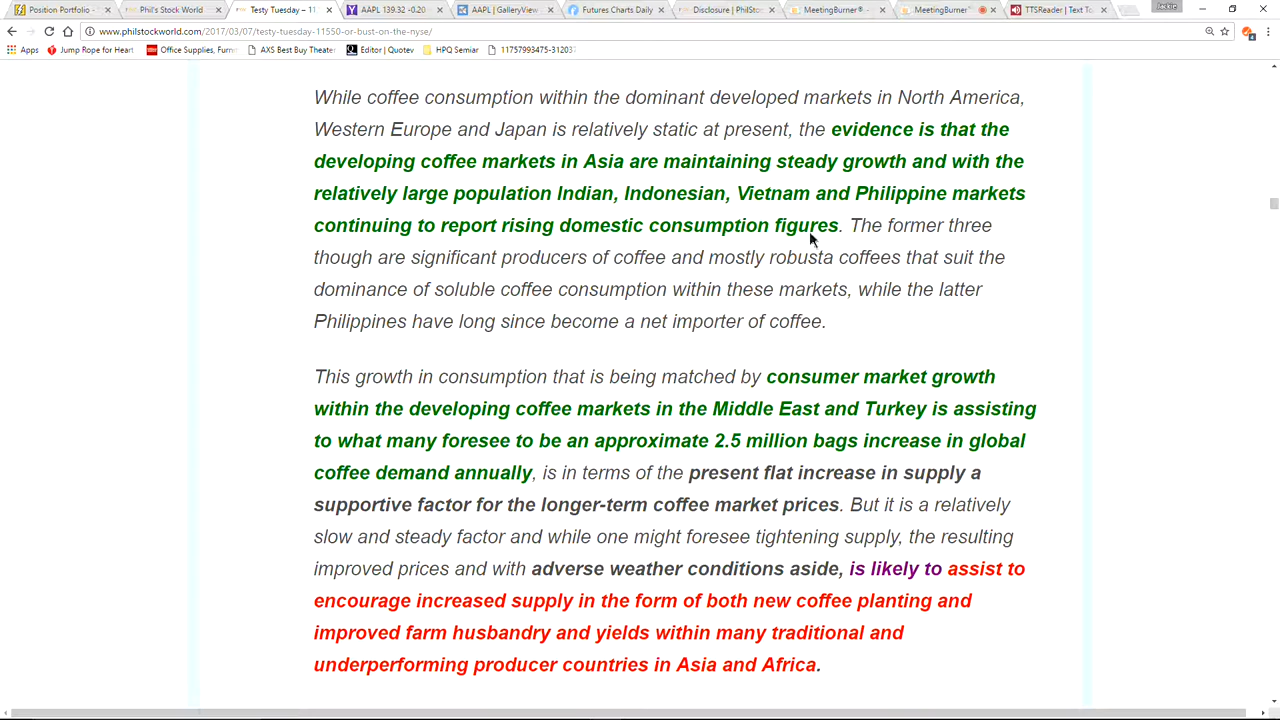 Position Portfolio -
Phil's Stock World
Testy Tuesday – 11
AAPL 139.32 -0.20
AAPL | GalleryView
Futures Charts Daily
Disclosure | PhilStoc
MeetingBurner® -
MeetingBurner®
TTSReader | Text To
Jackie
www.philstockworld.com/2017/03/07/testy-tuesday-11550-or-bust-on-the-nyse/
Apps
Jump Rope for Heart
Office Supplies, Furni
AXS Best Buy Theater
Editor | Quotev
HPQ Semiar
11757993475-312037
While coffee consumption within the dominant developed markets in North America,
Western Europe and Japan is relatively static at present, the evidence is that the
developing coffee markets in Asia are maintaining steady growth and with the
relatively large population Indian, Indonesian, Vietnam and Philippine markets
continuing to report rising domestic consumption figures. The former three
though are significant producers of coffee and mostly robusta coffees that suit the
dominance of soluble coffee consumption within these markets, while the latter
Philippines have long since become a net importer of coffee.
This growth in consumption that is being matched by consumer market growth
within the developing coffee markets in the Middle East and Turkey is assisting
to what many foresee to be an approximate 2.5 million bags increase in global
coffee demand annually, is in terms of the present flat increase in supply a
supportive factor for the longer-term coffee market prices. But it is a relatively
slow and steady factor and while one might foresee tightening supply, the resulting
improved prices and with adverse weather conditions aside, is likely to assist to
encourage increased supply in the form of both new coffee planting and
improved farm husbandry and yields within many traditional and
underperforming producer countries in Asia and Africa.